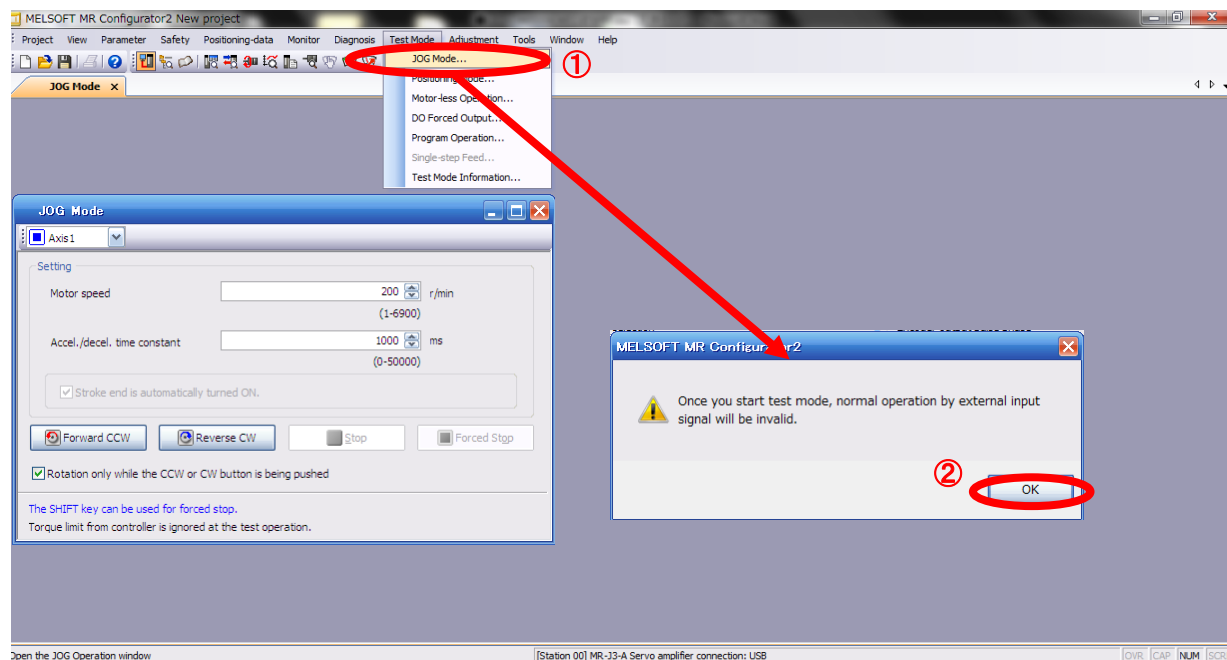 MELSOFT MR Configurator2 New project
Project View Parameter Safety Positioning-data Monitor Diagnosis Test Mode Adjustment Tools Window Help
JOG Mode...
①
JOG Mode
Positioning Mode...
Motor-less Operation...
DO Forced Output...
Program Operation...
Single-step Feed...
Test Mode Information...
JOG Mode
Axis1
Setting
Motor speed 200 r/min
(1-6900)
Accel./decel. time constant 1000 ms
(0-50000)
Stroke end is automatically turned ON.
Forward CCW Reverse CW Stop Forced Stop
Rotation only while the CCW or CW button is being pushed
The SHIFT key can be used for forced stop.
Torque limit from controller is ignored at the test operation.
MELSOFT MR Configurator2
Once you start test mode, normal operation by external input
signal will be invalid.
②
OK
Open the JOG Operation window [Station 00] MR-J3-A Servo amplifier connection: USB OVR CAP NUM SCR